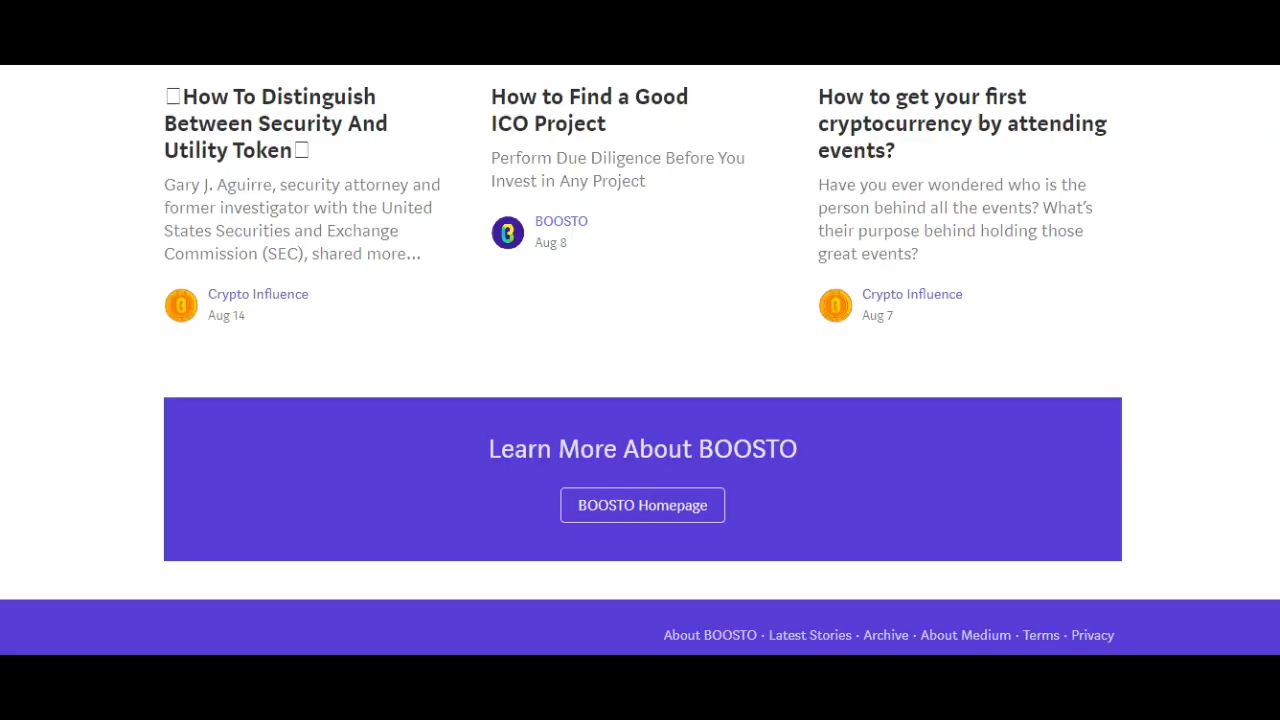 How To Distinguish
Between Security And
Utility Token
Gary J. Aguirre, security attorney and
former investigator with the United
States Securities and Exchange
Commission (SEC), shared more…
Crypto Influence
Aug 14
How to Find a Good
ICO Project
Perform Due Diligence Before You
Invest in Any Project
BOOSTO
Aug 8
How to get your first
cryptocurrency by attending
events?
Have you ever wondered who is the
person behind all the events? What’s
their purpose behind holding those
great events?
Crypto Influence
Aug 7
Learn More About BOOSTO
BOOSTO Homepage
About BOOSTO · Latest Stories · Archive · About Medium · Terms · Privacy